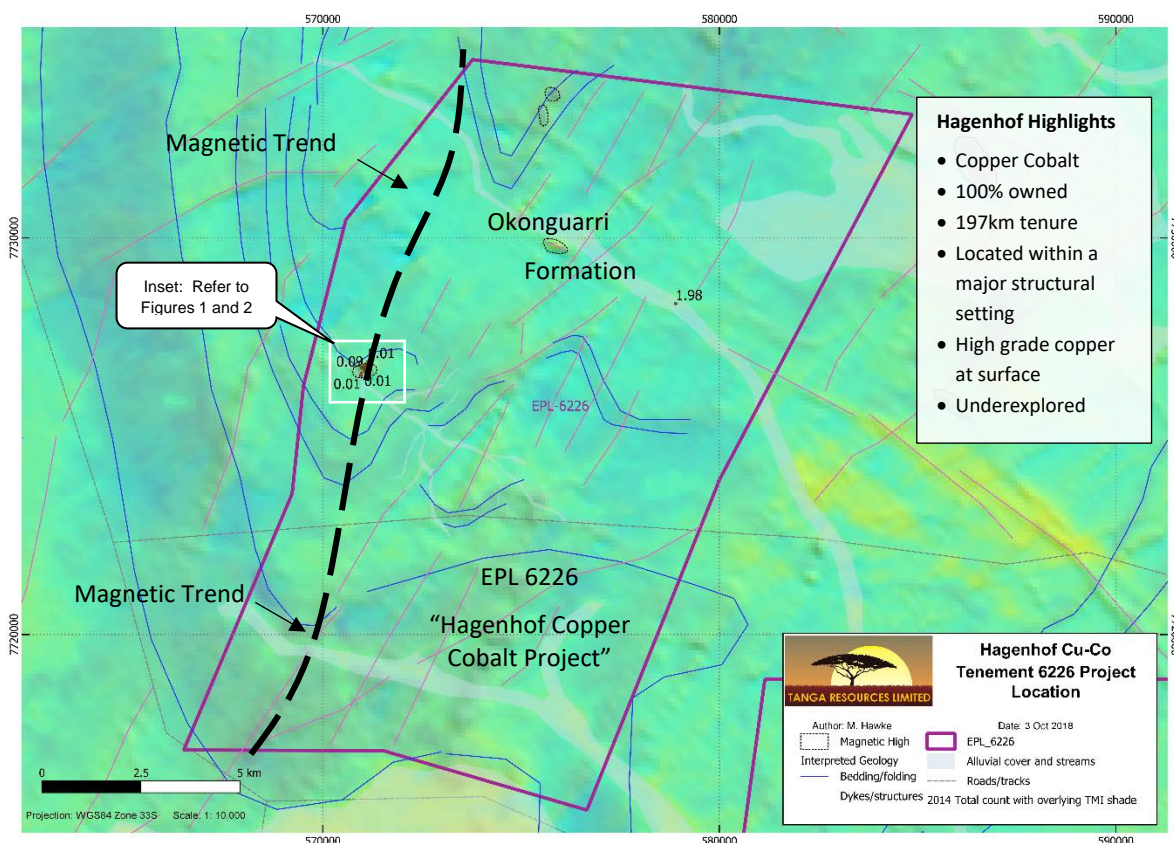 570000
580000
590000
Magnetic Trend
Hagenhof Highlights
• Copper Cobalt
• 100% owned
• 197km tenure
• Located within a
major structural
setting
• High grade copper
at surface
• Underexplored
7730000
Okonguarri
Formation
Inset: Refer to
Figures 1 and 2
1.98
0.09
0.01
0.01
0.01
EPL-6226
EPL 6226
Magnetic Trend
"Hagenhof Copper
Cobalt Project"
7720000
TANGA RESOURCES LIMITED
Hagenhof Cu-Co
Tenement 6226 Project
Location
Author: M. Hawke
Date: 3 Oct 2018
Magnetic High
EPL_6226
Interpreted Geology
Alluvial cover and streams
Bedding/folding
Roads/tracks
Dykes/structures
2014 Total count with overlying TMI shade
0
2.5
5 km
Projection: WGS84 Zone 33S Scale: 1: 10.000
570000
580000
590000